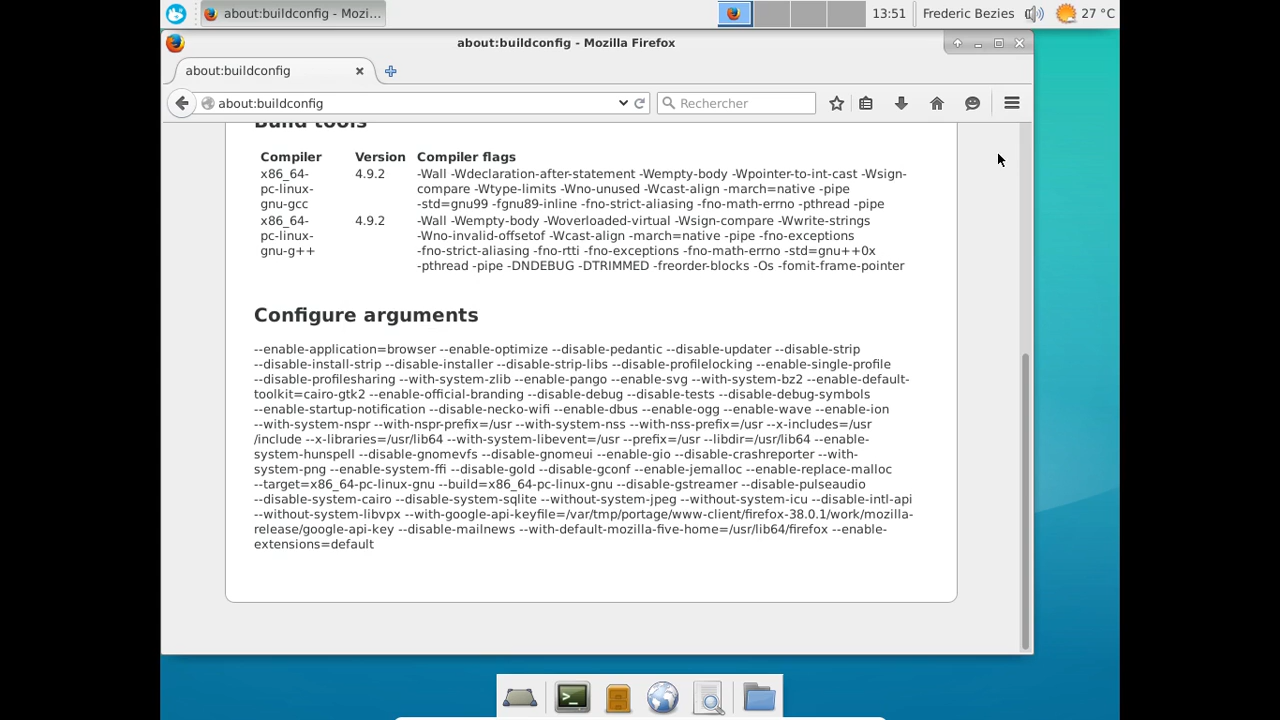 about:buildconfig - Mozi...
13:51
Frederic Bezies
27 °C
about:buildconfig - Mozilla Firefox
about:buildconfig
about:buildconfig
Rechercher
Build tools
Compiler Version Compiler flags
x86_64- 4.9.2 -Wall -Wdeclaration-after-statement -Wempty-body -Wpointer-to-int-cast -Wsign-
pc-linux- compare -Wtype-limits -Wno-unused -Wcast-align -march=native -pipe
gnu-gcc -std=gnu99 -fgnu89-inline -fno-strict-aliasing -fno-math-errno -pthread -pipe
x86_64- 4.9.2 -Wall -Wempty-body -Woverloaded-virtual -Wsign-compare -Wwrite-strings
pc-linux- -Wno-invalid-offsetof -Wcast-align -march=native -pipe -fno-exceptions
gnu-g++ -fno-strict-aliasing -fno-rtti -fno-exceptions -fno-math-errno -std=gnu++0x
-pthread -pipe -DNDEBUG -DTRIMMED -freorder-blocks -Os -fomit-frame-pointer
Configure arguments
--enable-application=browser --enable-optimize --disable-pedantic --disable-updater --disable-strip
--disable-install-strip --disable-installer --disable-strip-libs --disable-profilelocking --enable-single-profile
--disable-profilesharing --with-system-zlib --enable-pango --enable-svg --with-system-bz2 --enable-default-
toolkit=cairo-gtk2 --enable-official-branding --disable-debug --disable-tests --disable-debug-symbols
--enable-startup-notification --disable-necko-wifi --enable-dbus --enable-ogg --enable-wave --enable-ion
--with-system-nspr --with-nspr-prefix=/usr --with-system-nss --with-nss-prefix=/usr --x-includes=/usr
/include --x-libraries=/usr/lib64 --with-system-libevent=/usr --prefix=/usr --libdir=/usr/lib64 --enable-
system-hunspell --disable-gnomevfs --disable-gnomeui --enable-gio --disable-crashreporter --with-
system-png --enable-system-ffi --disable-gold --disable-gconf --enable-jemalloc --enable-replace-malloc
--target=x86_64-pc-linux-gnu --build=x86_64-pc-linux-gnu --disable-gstreamer --disable-pulseaudio
--disable-system-cairo --disable-system-sqlite --without-system-jpeg --without-system-icu --disable-intl-api
--without-system-libvpx --with-google-api-keyfile=/var/tmp/portage/www-client/firefox-38.0.1/work/mozilla-
release/google-api-key --disable-mailnews --with-default-mozilla-five-home=/usr/lib64/firefox --enable-
extensions=default